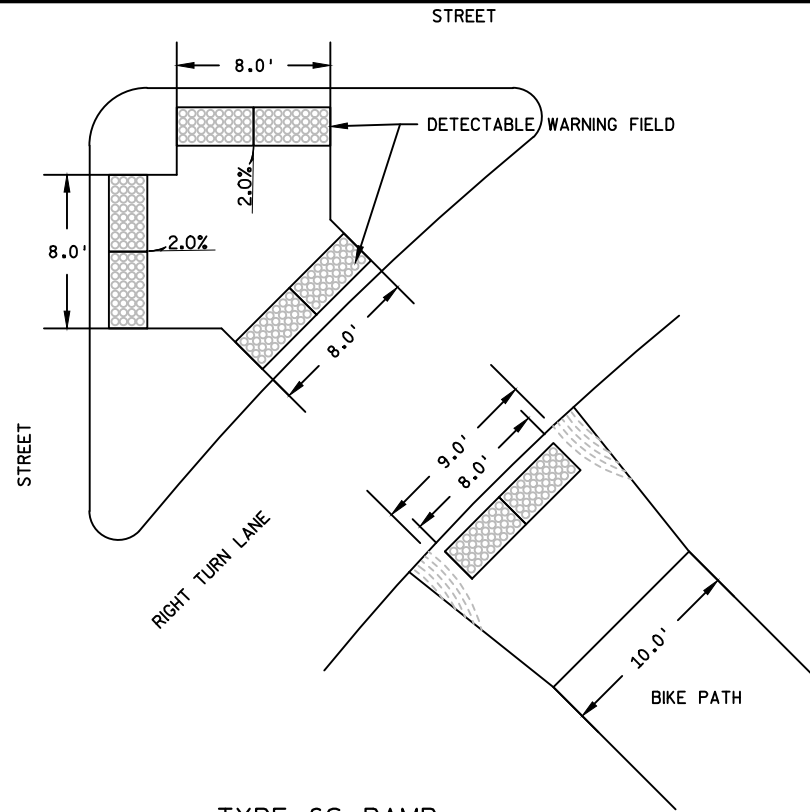 STREET
8.0'
DETECTABLE WARNING FIELD
2.0%
2.0%
8.0'
8.0'
9.0'
8.0'
STREET
RIGHT TURN LANE
10.0'
BIKE PATH